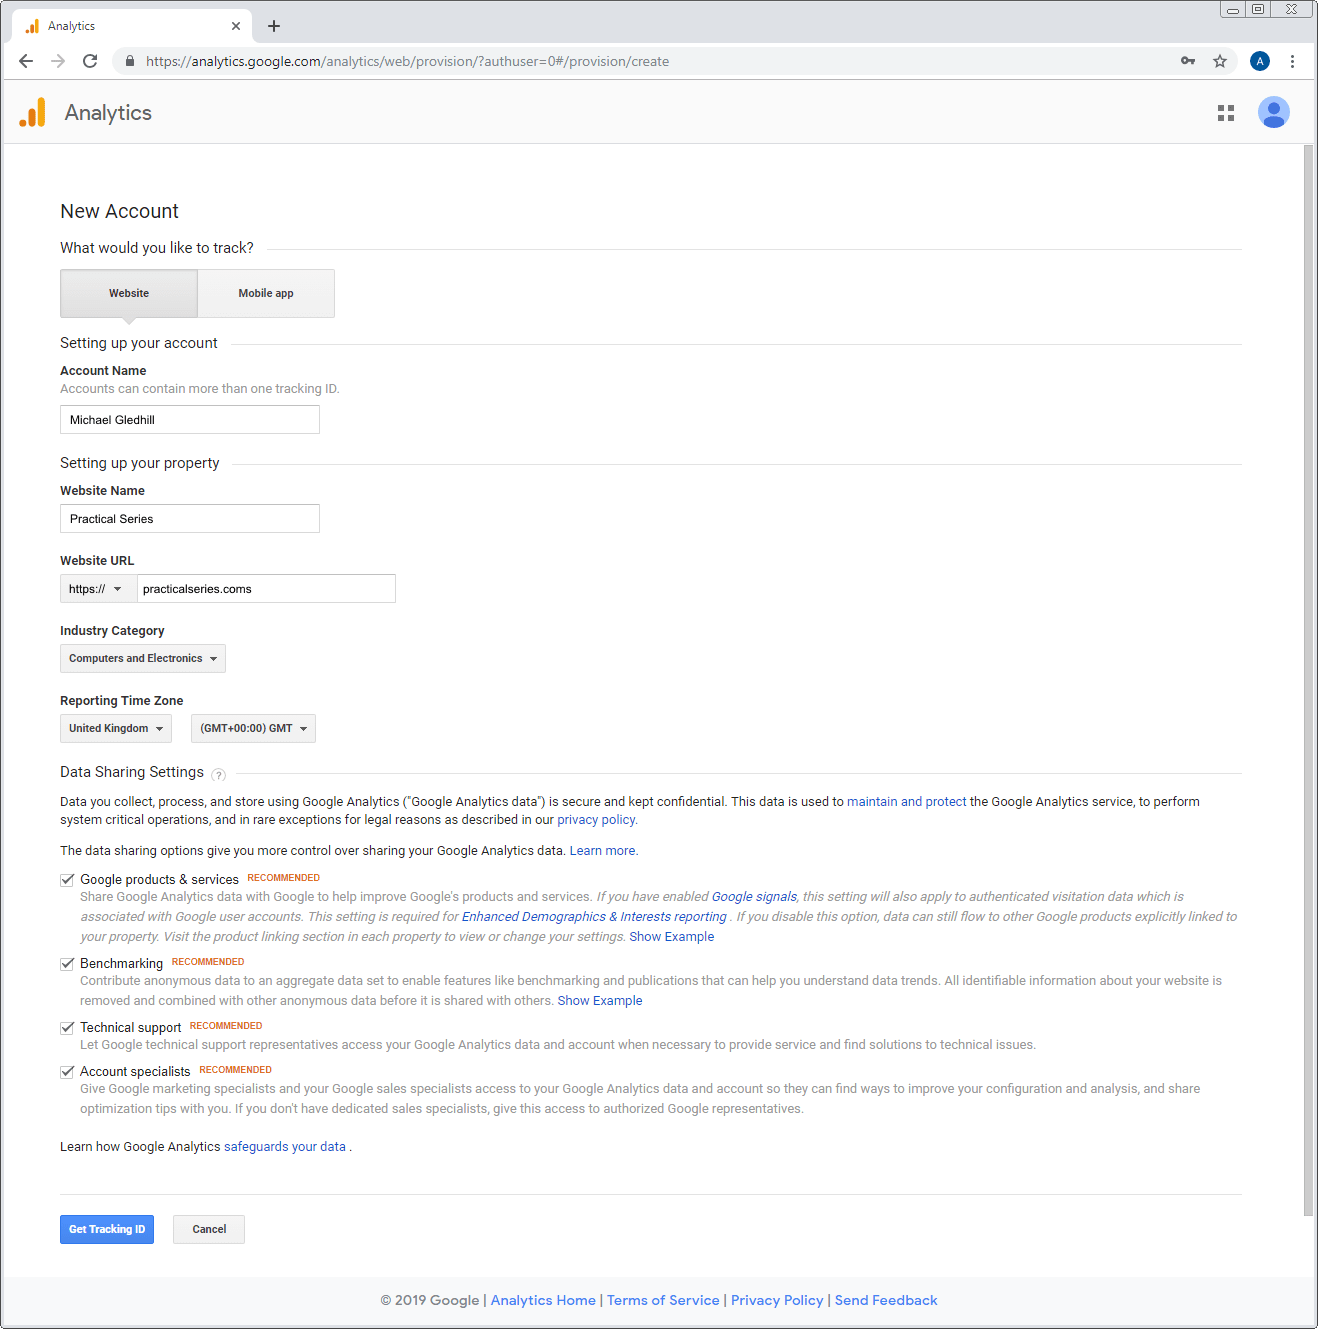 Analytics
https://analytics.google.com/analytics/web/provision/?authuser=0#/provision/create
A
Analytics
New Account
What would you like to track?
Website
Mobile app
Setting up your account
Account Name
Accounts can contain more than one tracking ID.
Michael Gledhill
Setting up your property
Website Name
Practical Series
Website URL
https:// practicalseries.coms
Industry Category
Computers and Electronics
Reporting Time Zone
United Kingdom (GMT+00:00) GMT
Data Sharing Settings ?
Data you collect, process, and store using Google Analytics ("Google Analytics data") is secure and kept confidential. This data is used to maintain and protect the Google Analytics service, to perform
system critical operations, and in rare exceptions for legal reasons as described in our privacy policy.
The data sharing options give you more control over sharing your Google Analytics data. Learn more.
Google products & services RECOMMENDED
Share Google Analytics data with Google to help improve Google's products and services. If you have enabled Google signals, this setting will also apply to authenticated visitation data which is
associated with Google user accounts. This setting is required for Enhanced Demographics & Interests reporting . If you disable this option, data can still flow to other Google products explicitly linked to
your property. Visit the product linking section in each property to view or change your settings. Show Example
Benchmarking RECOMMENDED
Contribute anonymous data to an aggregate data set to enable features like benchmarking and publications that can help you understand data trends. All identifiable information about your website is
removed and combined with other anonymous data before it is shared with others. Show Example
Technical support RECOMMENDED
Let Google technical support representatives access your Google Analytics data and account when necessary to provide service and find solutions to technical issues.
Account specialists RECOMMENDED
Give Google marketing specialists and your Google sales specialists access to your Google Analytics data and account so they can find ways to improve your configuration and analysis, and share
optimization tips with you. If you don't have dedicated sales specialists, give this access to authorized Google representatives.
Learn how Google Analytics safeguards your data .
Get Tracking ID
Cancel
© 2019 Google | Analytics Home | Terms of Service | Privacy Policy | Send Feedback